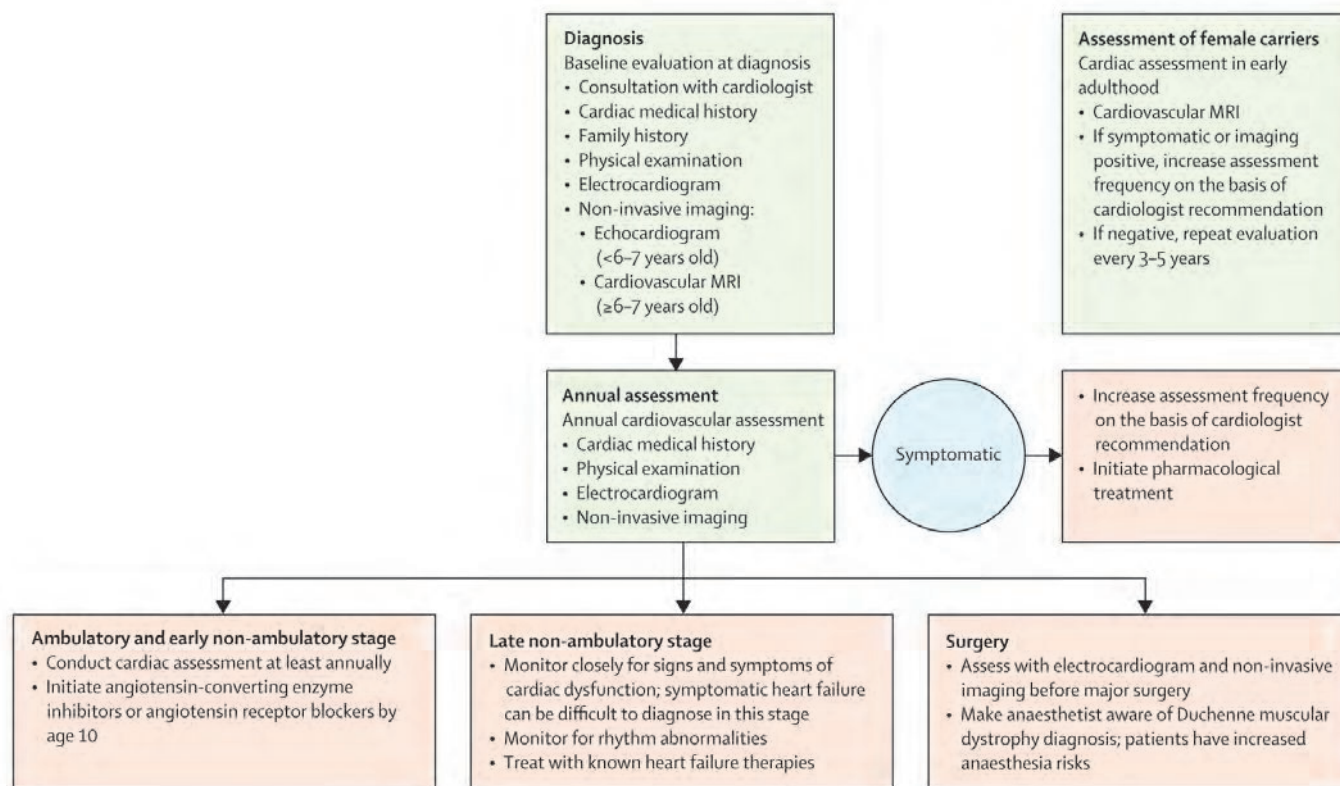 Diagnosis
Baseline evaluation at diagnosis
• Consultation with cardiologist
• Cardiac medical history
• Family history
• Physical examination
• Electrocardiogram
• Non-invasive imaging:
• Echocardiogram
(<6–7 years old)
• Cardiovascular MRI
(≥6–7 years old)
Assessment of female carriers
Cardiac assessment in early
adulthood
• Cardiovascular MRI
• If symptomatic or imaging
positive, increase assessment
frequency on the basis of
cardiologist recommendation
• If negative, repeat evaluation
every 3–5 years
Annual assessment
Annual cardiovascular assessment
• Cardiac medical history
• Physical examination
• Electrocardiogram
• Non-invasive imaging
Symptomatic
• Increase assessment frequency
on the basis of cardiologist
recommendation
• Initiate pharmacological
treatment
Ambulatory and early non-ambulatory stage
• Conduct cardiac assessment at least annually
• Initiate angiotensin-converting enzyme
inhibitors or angiotensin receptor blockers by
age 10
Late non-ambulatory stage
• Monitor closely for signs and symptoms of
cardiac dysfunction; symptomatic heart failure
can be difficult to diagnose in this stage
• Monitor for rhythm abnormalities
• Treat with known heart failure therapies
Surgery
• Assess with electrocardiogram and non-invasive
imaging before major surgery
• Make anaesthetist aware of Duchenne muscular
dystrophy diagnosis; patients have increased
anaesthesia risks